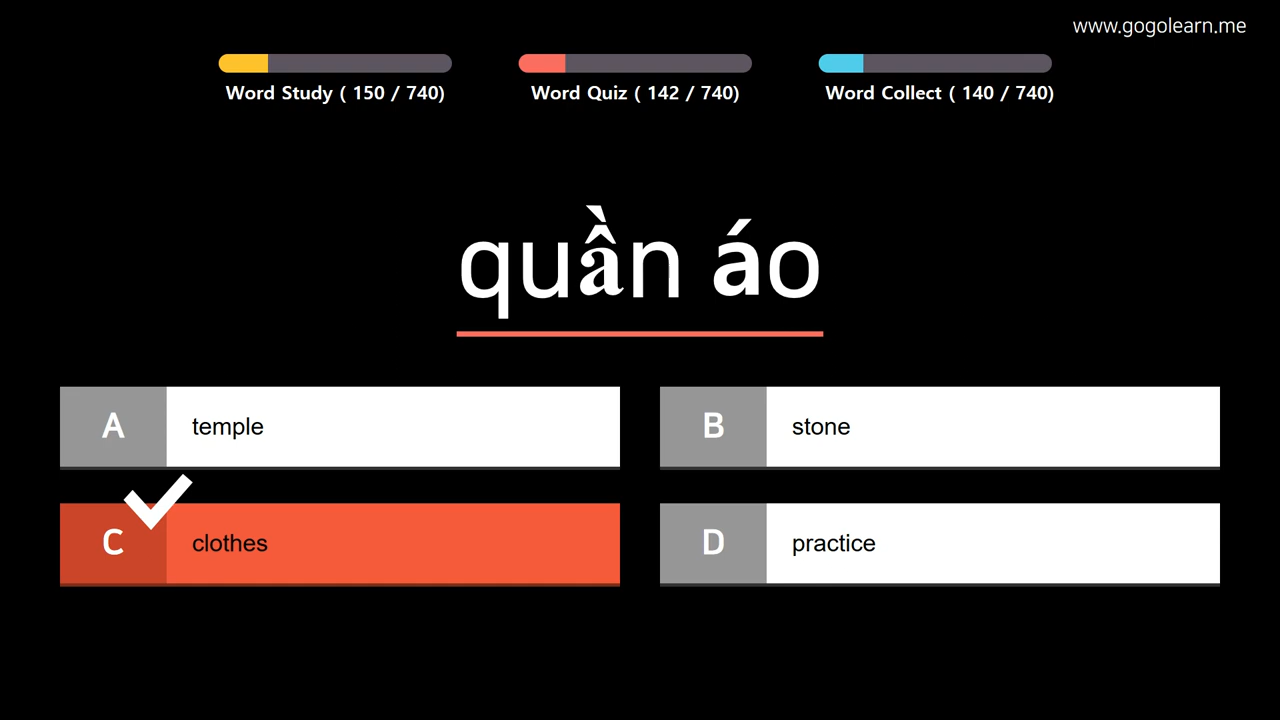 www.gogolearn.me
Word Study ( 150 / 740)
Word Quiz ( 142 / 740)
Word Collect ( 140 / 740)
quần áo
A temple
B stone
C clothes
D practice